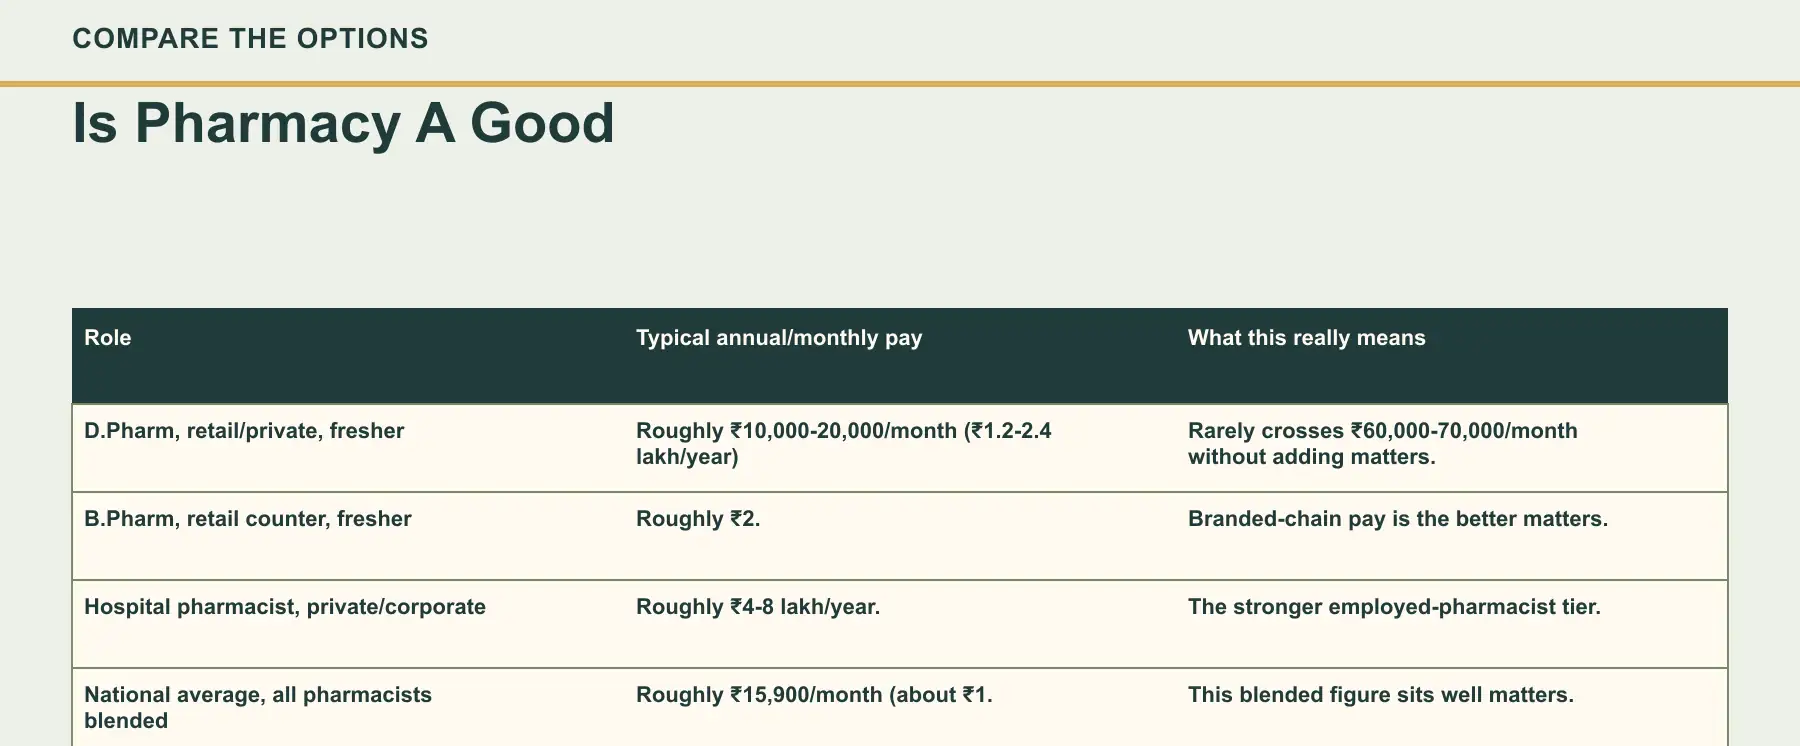 COMPARE THE OPTIONS
Is Pharmacy A Good
Role
Typical annual/monthly pay
What this really means
D.Pharm, retail/private, fresher
Roughly ₹10,000-20,000/month (₹1.2-2.4
lakh/year)
Rarely crosses ₹60,000-70,000/month
without adding matters.
B.Pharm, retail counter, fresher
Roughly ₹2.
Branded-chain pay is the better matters.
Hospital pharmacist, private/corporate
Roughly ₹4-8 lakh/year.
The stronger employed-pharmacist tier.
National average, all pharmacists
blended
Roughly ₹15,900/month (about ₹1.
This blended figure sits well matters.